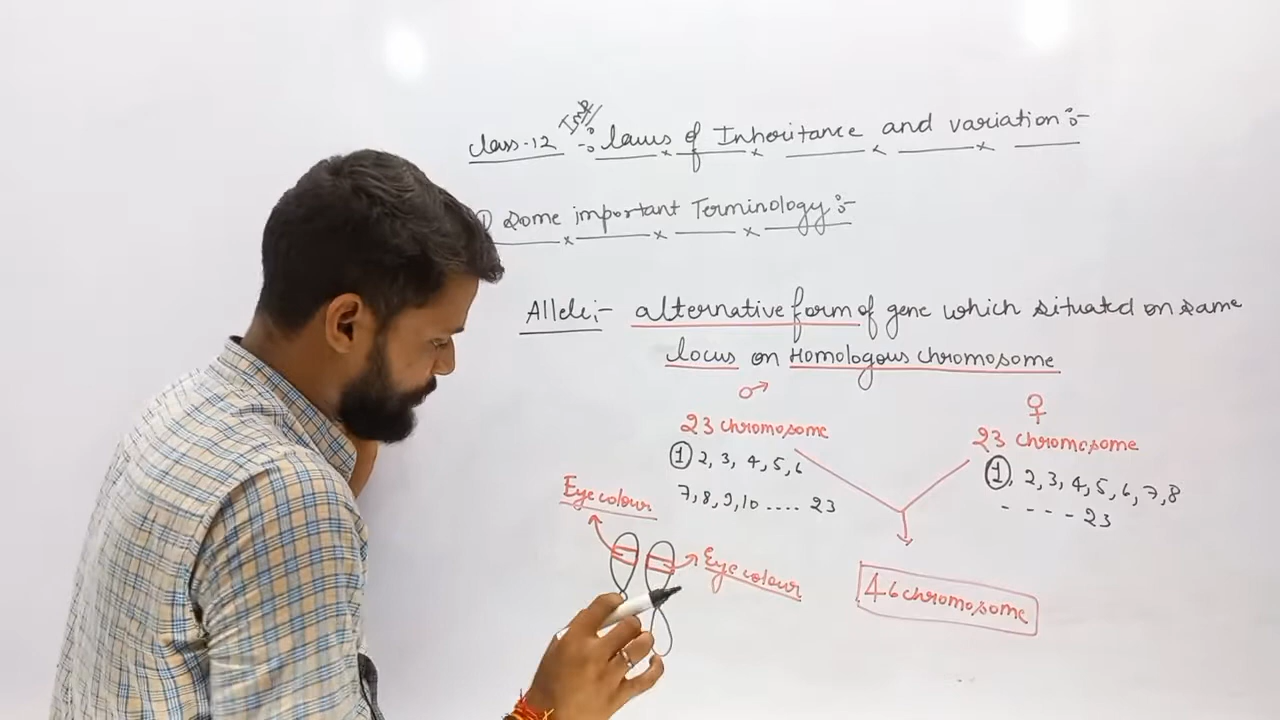 class-12 Imp :- laws of Inheritance and variation :-
① Some important Terminology :-
Allele :- alternative form of gene which situated on same
locus on Homologous chromosome
♂ ♀
23 chromosome 23 chromosome
① 2, 3, 4, 5, 6 ①, 2, 3, 4, 5, 6, 7, 8
7, 8, 9, 10 .... 23 - - - - 23
Eye colour
Eye colour
46 chromosome